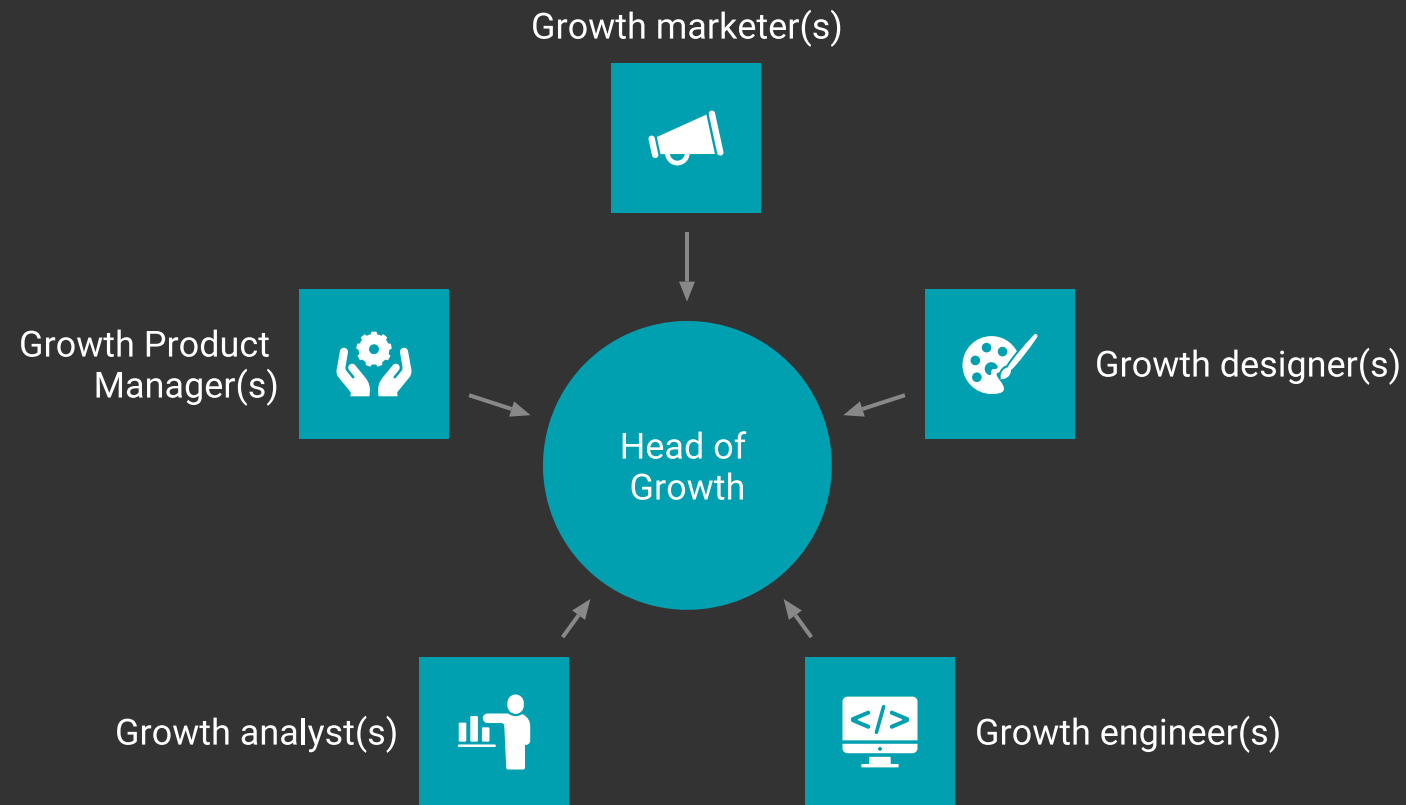 Growth marketer(s)
Growth Product
Manager(s)
Growth designer(s)
Head of
Growth
Growth analyst(s)
</>
Growth engineer(s)